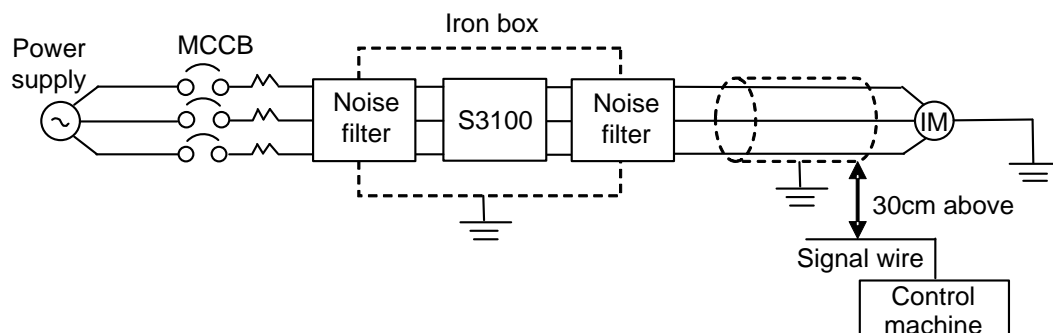 Iron box
Power
supply
MCCB
Noise
filter
S3100
Noise
filter
IM
30cm above
Signal wire
Control
machine